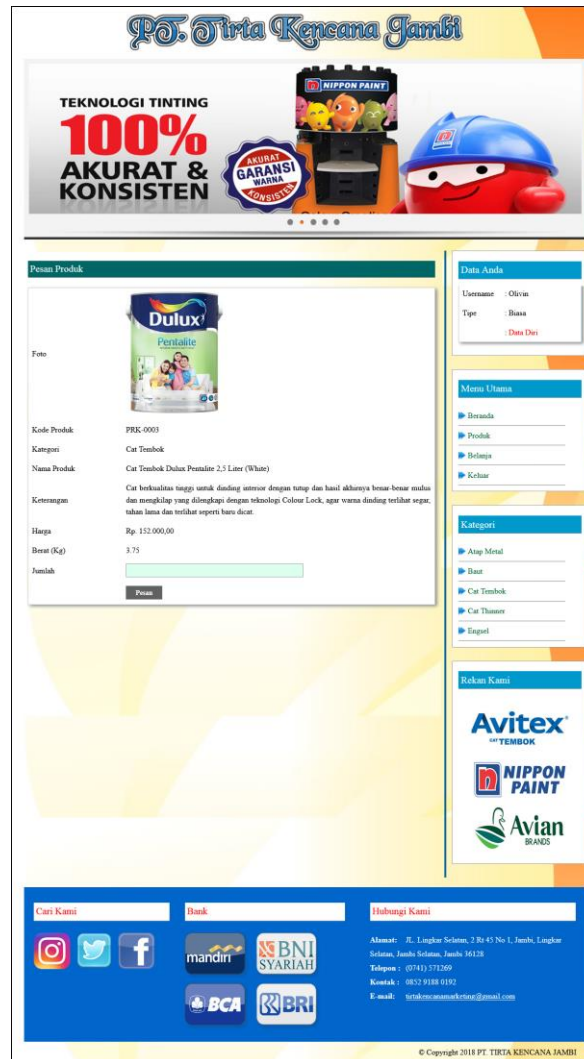 PT. Tirta Kencana Jambi
NIPPON PAINT
TEKNOLOGI TINTING
100%
AKURAT &
KONSISTEN
AKURAT
GARANSI
WARNA
KONSISTEN
Pesan Produk
Foto
Dulux
Pentalite
Kode Produk PRK-0003
Kategori Cat Tembok
Nama Produk Cat Tembok Dulux Pentalite 2,5 Liter (White)
Keterangan
Cat berkualitas tinggi untuk dinding interior dengan tutup dan hasil akhirnya benar-benar mulus
dan mengkilap yang dilengkapi dengan teknologi Colour Lock, agar warna dinding terlihat segar,
tahan lama dan terlihat seperti baru dicat.
Harga Rp. 152.000,00
Berat (Kg) 3.75
Jumlah
Pesan
Data Anda
Username : Olivin
Tipe : Biasa
: Data Diri
Menu Utama
Beranda
Produk
Belanja
Keluar
Kategori
Atap Metal
Baut
Cat Tembok
Cat Thinner
Engsel
Rekan Kami
Avitex
CAT TEMBOK
NIPPON
PAINT
Avian
BRANDS
Cari Kami
Bank
mandiri
BNI
SYARIAH
BCA
BRI
Hubungi Kami
Alamat: JL. Lingkar Selatan, 2 Rt 45 No 1, Jambi, Lingkar
Selatan, Jambi Selatan, Jambi 36128
Telepon : (0741) 571269
Kontak : 0852 9188 0192
E-mail: tirtakencanamarketing@gmail.com
© Copyright 2018 PT. TIRTA KENCANA JAMBI